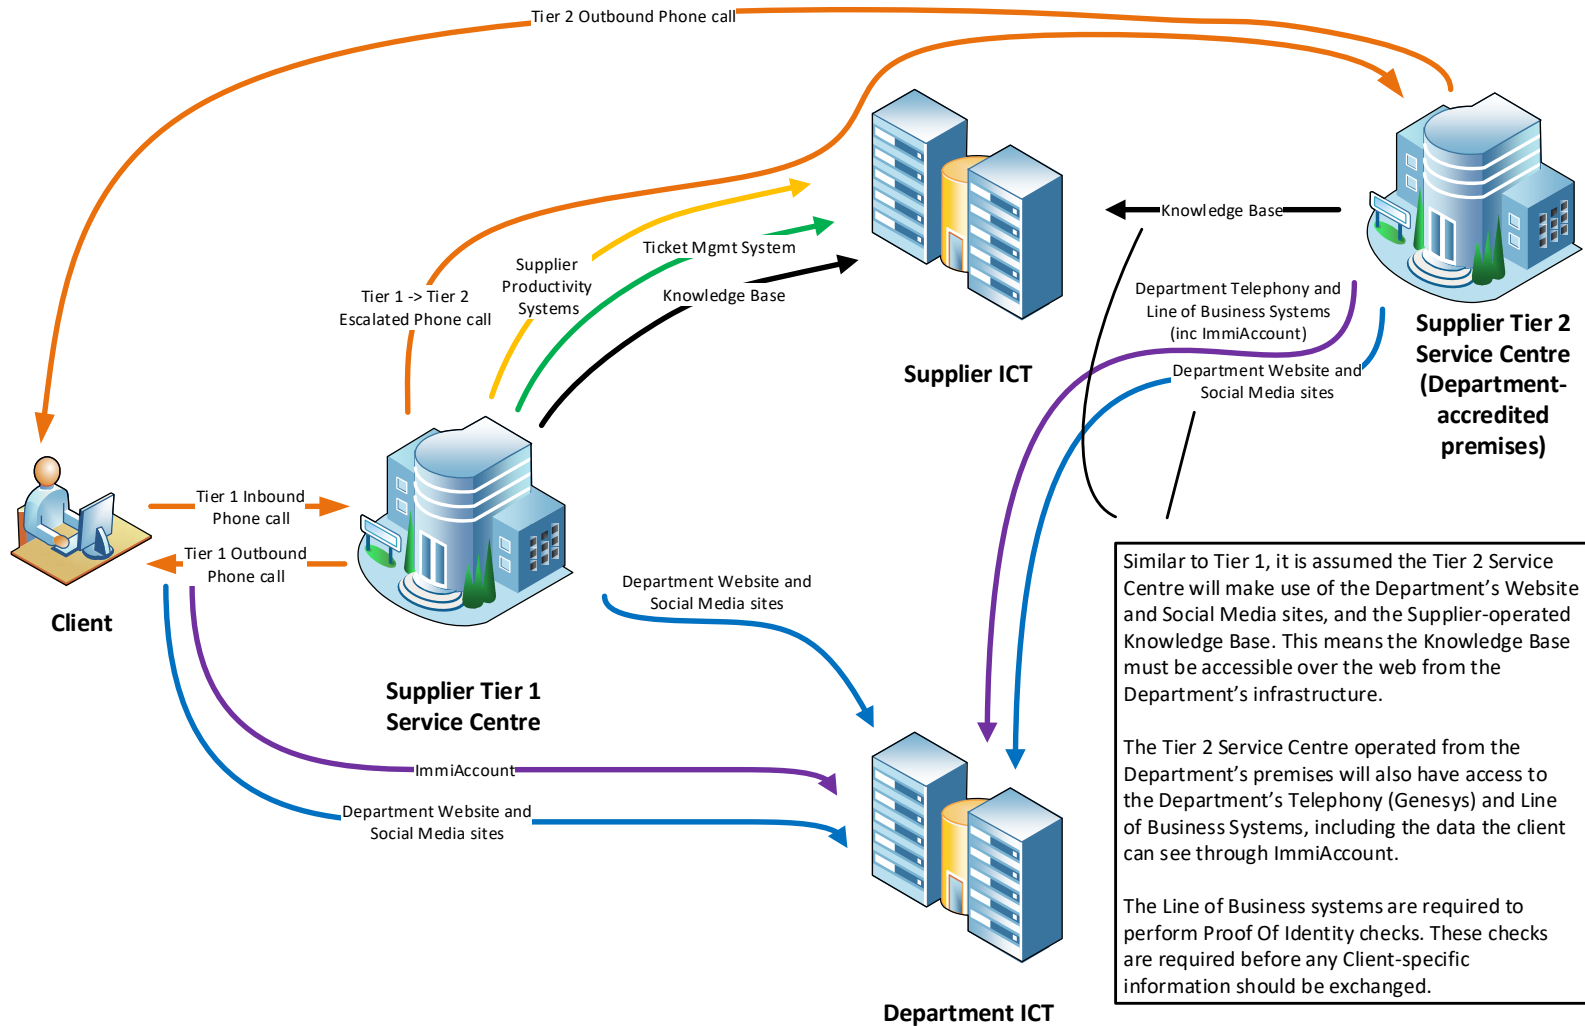 Tier 2 Outbound Phone call
Knowledge Base
Ticket Mgmt System
Supplier
Productivity
Systems
Knowledge Base
Tier 1 -> Tier 2
Escalated Phone call
Department Telephony and
Line of Business Systems
(inc ImmiAccount)
Supplier Tier 2
Service Centre
(Department-
accredited
premises)
Supplier ICT
Department Website and
Social Media sites
Tier 1 Inbound
Phone call
Tier 1 Outbound
Phone call
Client
Department Website and
Social Media sites
Supplier Tier 1
Service Centre
ImmiAccount
Department Website and
Social Media sites
Similar to Tier 1, it is assumed the Tier 2 Service
Centre will make use of the Department’s Website
and Social Media sites, and the Supplier-operated
Knowledge Base. This means the Knowledge Base
must be accessible over the web from the
Department’s infrastructure.
The Tier 2 Service Centre operated from the
Department’s premises will also have access to
the Department’s Telephony (Genesys) and Line
of Business Systems, including the data the client
can see through ImmiAccount.
The Line of Business systems are required to
perform Proof Of Identity checks. These checks
are required before any Client-specific
information should be exchanged.
Department ICT